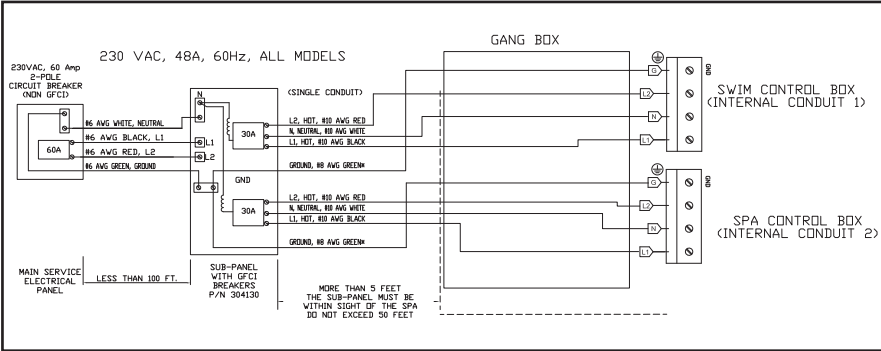 230 VAC, 48A, 60Hz, ALL MODELS
GANG BOX
230VAC, 60 Amp
2-POLE
CIRCUIT BREAKER
(NON GFCI)
60A
#6 AWG WHITE, NEUTRAL
#6 AWG BLACK, L1
#6 AWG RED, L2
#6 AWG GREEN, GROUND
N
L1
L2
GND
30A
30A
(SINGLE CONDUIT)
L2, HOT, #10 AWG RED
N, NEUTRAL, #10 AWG WHITE
L1, HOT, #10 AWG BLACK
GROUND, #8 AWG GREEN*
L2, HOT, #10 AWG RED
N, NEUTRAL, #10 AWG WHITE
L1, HOT, #10 AWG BLACK
GROUND, #8 AWG GREEN*
G
L2
N
L1
GND
SWIM CONTROL BOX
(INTERNAL CONDUIT 1)
G
L2
N
L1
GND
SPA CONTROL BOX
(INTERNAL CONDUIT 2)
MAIN SERVICE
ELECTRICAL
PANEL
LESS THAN 100 FT.
SUB-PANEL
WITH GFCI
BREAKERS
P/N 304130
MORE THAN 5 FEET
THE SUB-PANEL MUST BE
WITHIN SIGHT OF THE SPA
DO NOT EXCEED 50 FEET